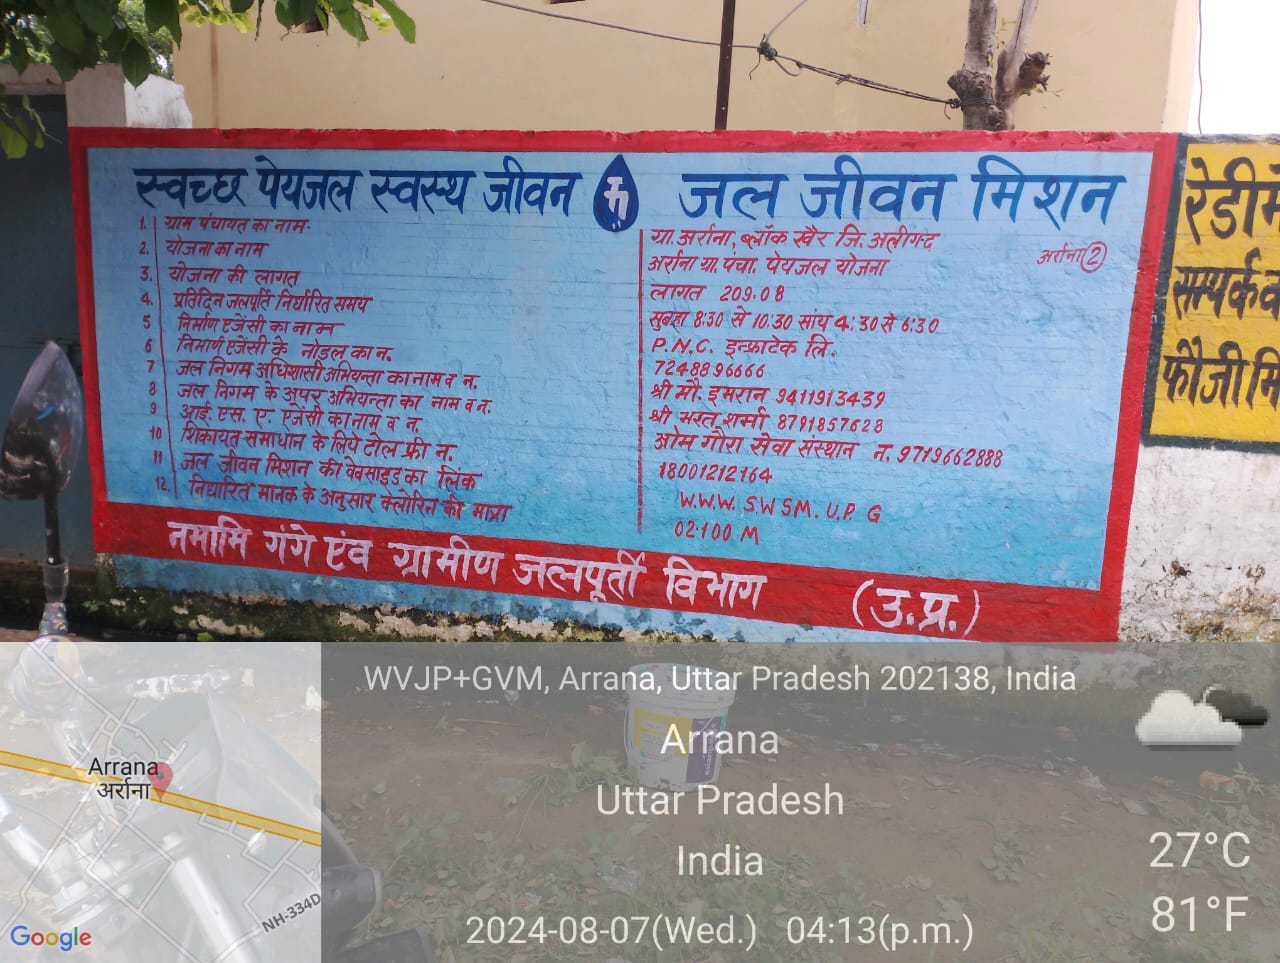 स्वच्छ पेयजल स्वस्थ जीवन जल जीवन मिशन
1. ग्राम पंचायत का नाम- ग्रा. अर्राना, ब्लॉक खैर जि. अलीगढ
अर्राना 2
2. योजना का नाम अर्राना ग्रा. पंचा. पेयजल योजना
3. योजना की लागत लागत 209.08
4. प्रतिदिन जलपूर्ति निर्धारित समय सुबहा 8:30 से 10.30 सांय 4:30 से 6:30
5 निर्माण एजेंसी का नाम P.N.C. इन्फ्राटेक लि.
6 निर्माण एजेंसी के नोडल का न. 7248896666
7 जल निगम अधिशासी अभियन्ता का नाम व न. श्री मौ. इमरान 9411913439
8 जल निगम के अपर अभियन्ता का नाम व न. श्री भरत शर्मा 8791857628
9 आई. एस. ए. एजेंसी का नाम व न. ओम गौरा सेवा संस्थान न. 9719662888
10 शिकायत समाधान के लिये टोल फ्री न. 18001212164
11 जल जीवन मिशन की वेबसाइड का लिंक W.W.W. SWSM. U.P. G
12. निर्धारित मानक के अनुसार क्लोरिन की मात्रा 02.100 M
नमामि गंगे एंव ग्रामीण जलपूर्ती विभाग (उ.प्र.)
रेडीमे
सम्पर्क क
फौजी मि
WVJP+GVM, Arrana, Uttar Pradesh 202138, India
Arrana
Uttar Pradesh
India
2024-08-07(Wed.) 04:13(p.m.)
27°C
81°F
Arrana
अर्राना
NH-334D
Google